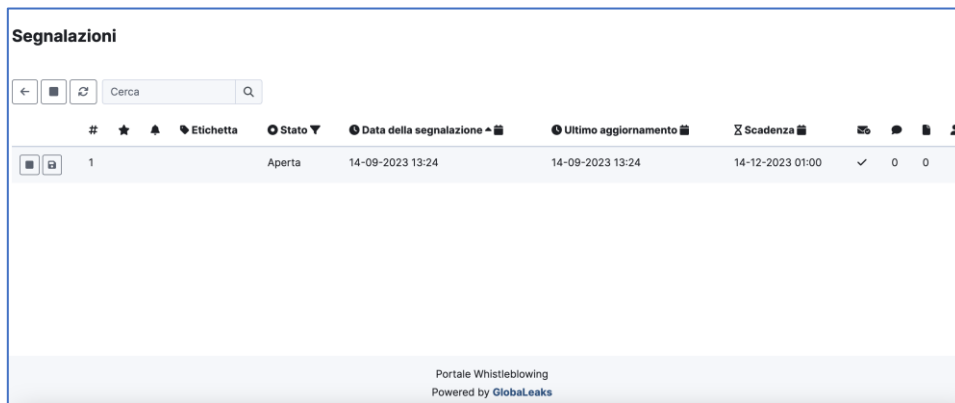 Segnalazioni
Cerca
# Etichetta Stato Data della segnalazione Ultimo aggiornamento Scadenza
1 Aperta 14-09-2023 13:24 14-09-2023 13:24 14-12-2023 01:00 0 0
Portale Whistleblowing
Powered by GlobaLeaks